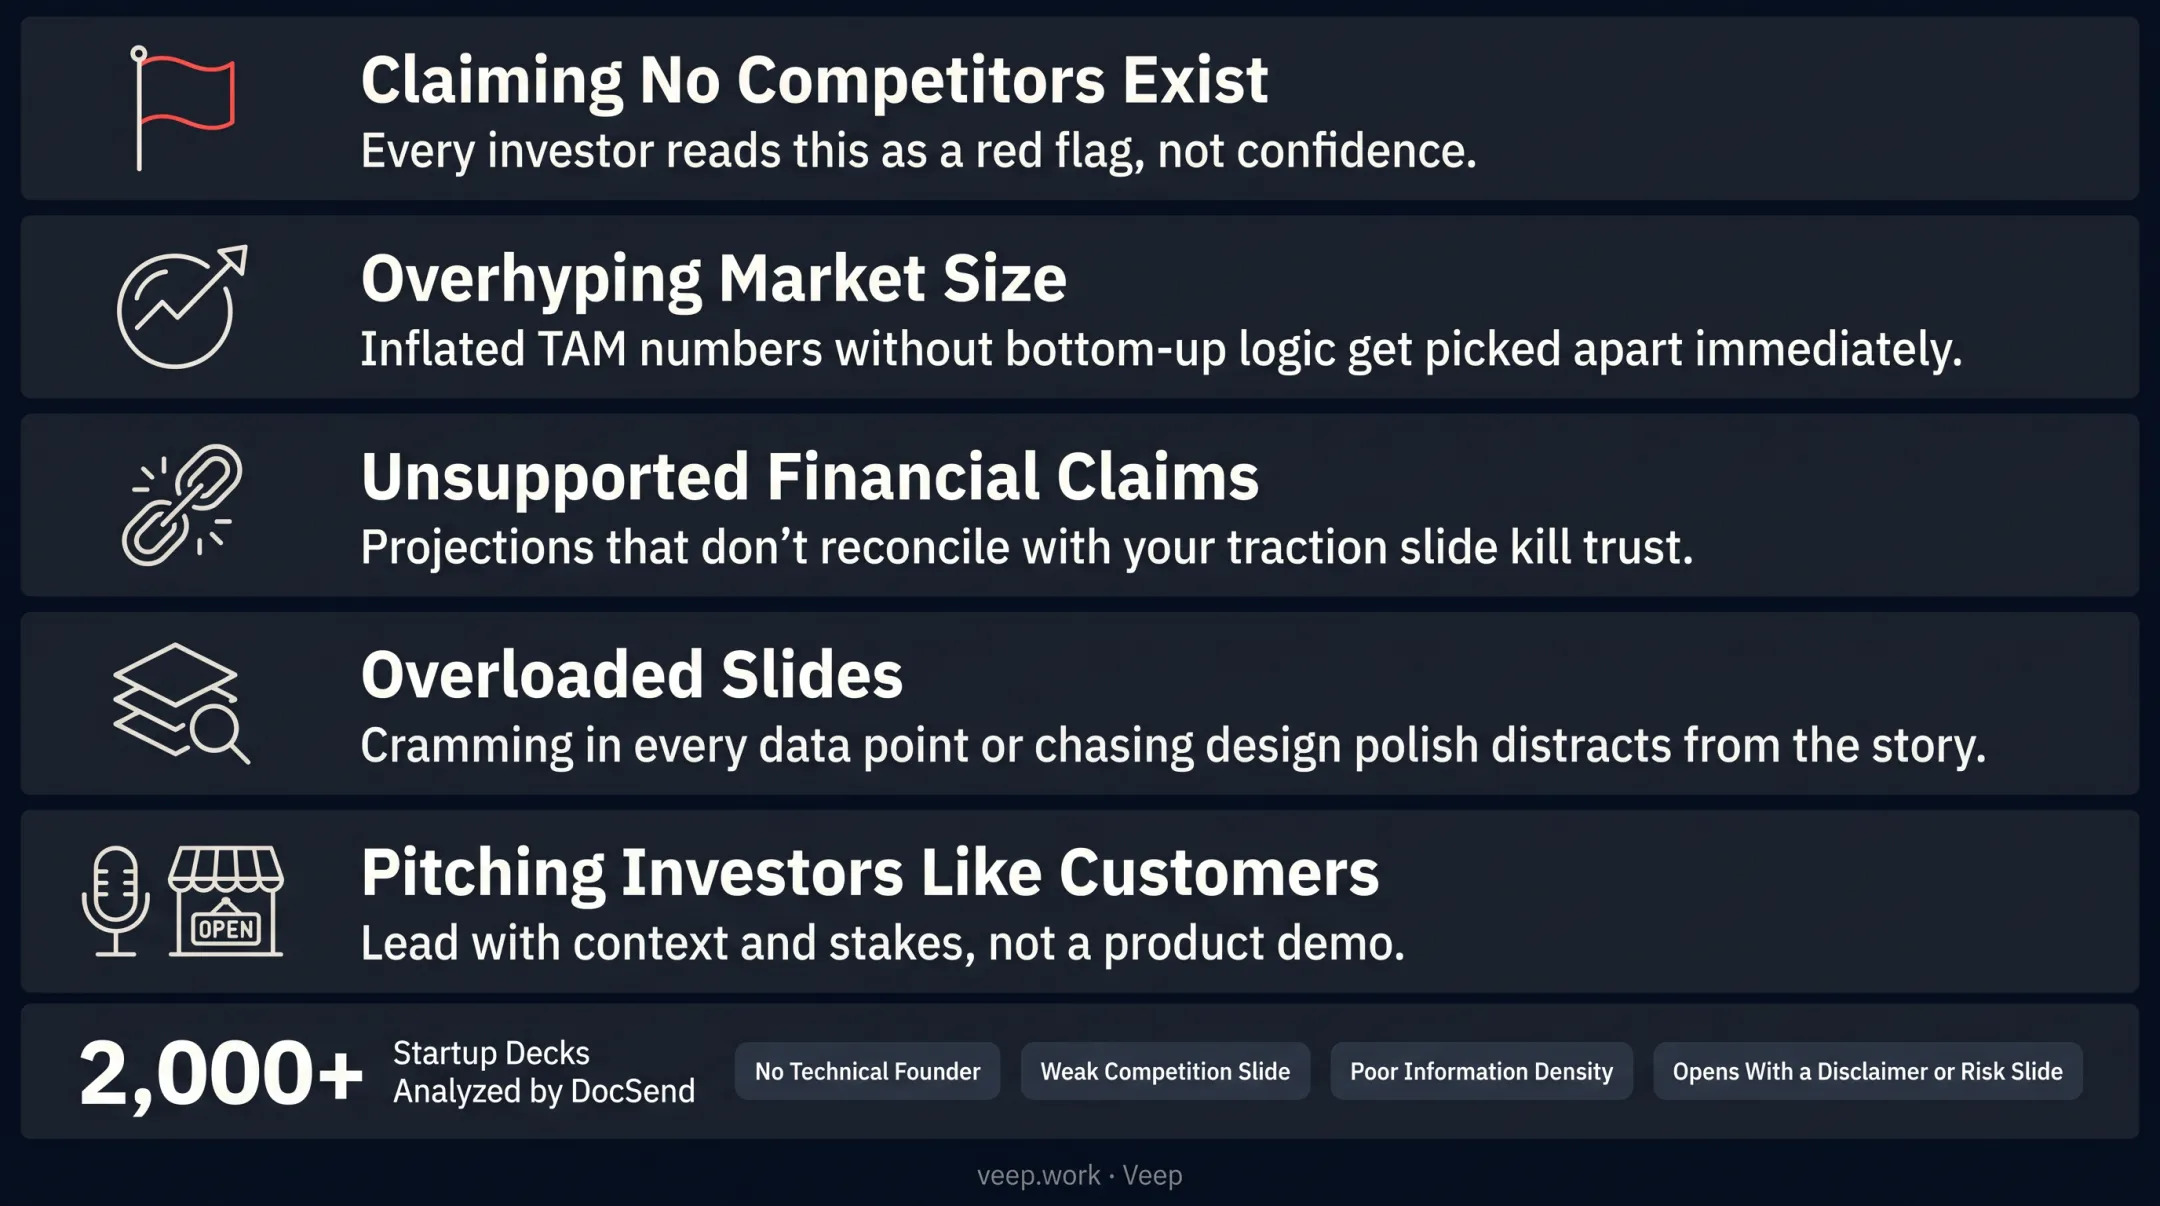 Claiming No Competitors Exist
Every investor reads this as a red flag, not confidence.
Overhyping Market Size
Inflated TAM numbers without bottom-up logic get picked apart immediately.
Unsupported Financial Claims
Projections that don’t reconcile with your traction slide kill trust.
Overloaded Slides
Cramming in every data point or chasing design polish distracts from the story.
OPEN
Pitching Investors Like Customers
Lead with context and stakes, not a product demo.
2,000+
Startup Decks
Analyzed by DocSend
No Technical Founder
Weak Competition Slide
Poor Information Density
Opens With a Disclaimer or Risk Slide
veep.work · Veep